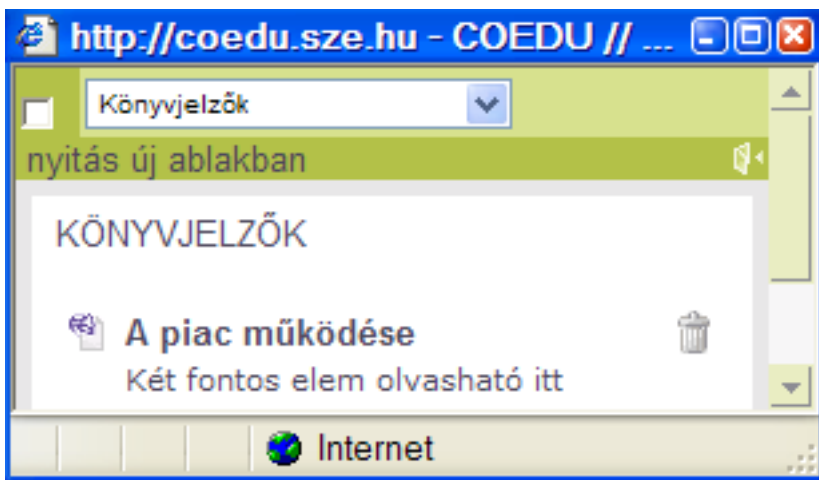 http://coedu.sze.hu - COEDU // ...
Könyvjelzők
nyitás új ablakban
KÖNYVJELZŐK
A piac működése
Két fontos elem olvasható itt
Internet